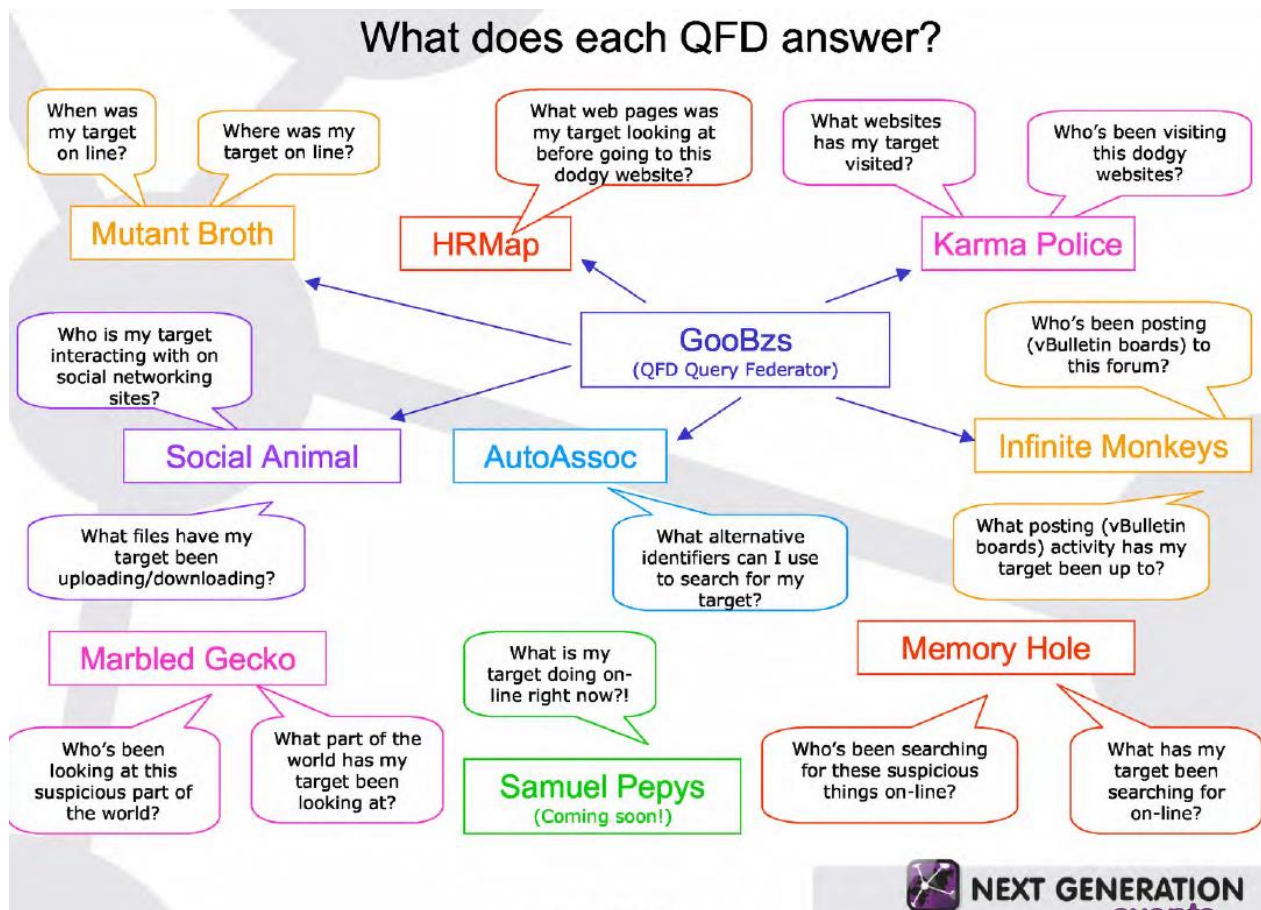 What does each QFD answer?
When was
my target
on line?
Where was my
target on line?
What web pages was
my target looking at
before going to this
dodgy website?
What websites
has my target
visited?
Who's been visiting
this dodgy
websites?
Mutant Broth
HRMap
Karma Police
Who is my target
interacting with on
social networking
sites?
GooBzs
(QFD Query Federator)
Who's been posting
(vBulletin boards) to
this forum?
Social Animal
AutoAssoc
Infinite Monkeys
What files have my
target been
uploading/downloading?
What alternative
identifiers can I use
to search for my
target?
What posting (vBulletin
boards) activity has my
target been up to?
Marbled Gecko
What is my
target doing on-
line right now?!
Memory Hole
Who's been
looking at this
suspicious part of
the world?
What part of the
world has my
target been
looking at?
Samuel Pepys
(Coming soon!)
Who's been searching
for these suspicious
things on-line?
What has my
target been
searching for
on-line?
NEXT GENERATION
events